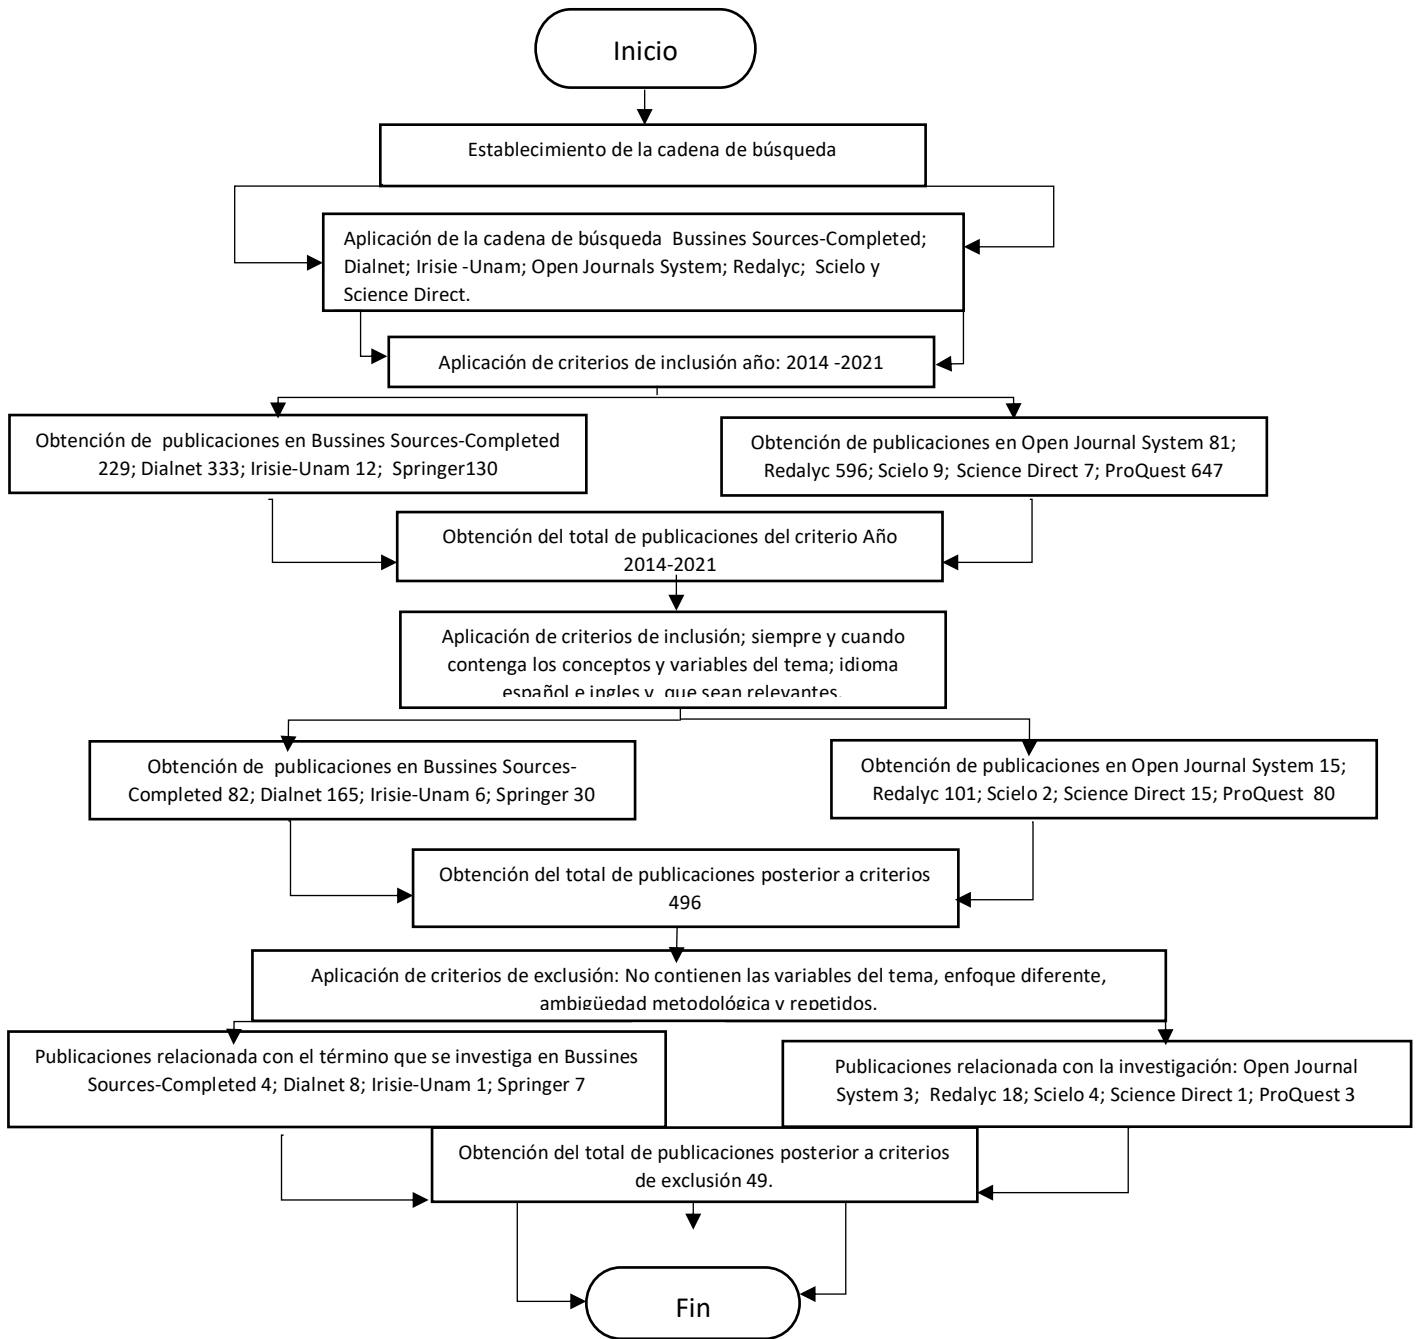 Inicio
Establecimiento de la cadena de búsqueda
Aplicación de la cadena de búsqueda Bussines Sources-Completed;
Dialnet; Irisie -Unam; Open Journals System; Redalyc; Scielo y
Science Direct.
Aplicación de criterios de inclusión año: 2014 -2021
Obtención de publicaciones en Bussines Sources-Completed
229; Dialnet 333; Irisie-Unam 12; Springer130
Obtención de publicaciones en Open Journal System 81;
Redalyc 596; Scielo 9; Science Direct 7; ProQuest 647
Obtención del total de publicaciones del criterio Año
2014-2021
Aplicación de criterios de inclusión; siempre y cuando
contenga los conceptos y variables del tema; idioma
español e ingles y que sean relevantes.
Obtención de publicaciones en Bussines Sources-
Completed 82; Dialnet 165; Irisie-Unam 6; Springer 30
Obtención de publicaciones en Open Journal System 15;
Redalyc 101; Scielo 2; Science Direct 15; ProQuest 80
Obtención del total de publicaciones posterior a criterios
496
Aplicación de criterios de exclusión: No contienen las variables del tema, enfoque diferente,
ambigüedad metodológica y repetidos.
Publicaciones relacionada con el término que se investiga en Bussines
Sources-Completed 4; Dialnet 8; Irisie-Unam 1; Springer 7
Publicaciones relacionada con la investigación: Open Journal
System 3; Redalyc 18; Scielo 4; Science Direct 1; ProQuest 3
Obtención del total de publicaciones posterior a criterios
de exclusión 49.
Fin